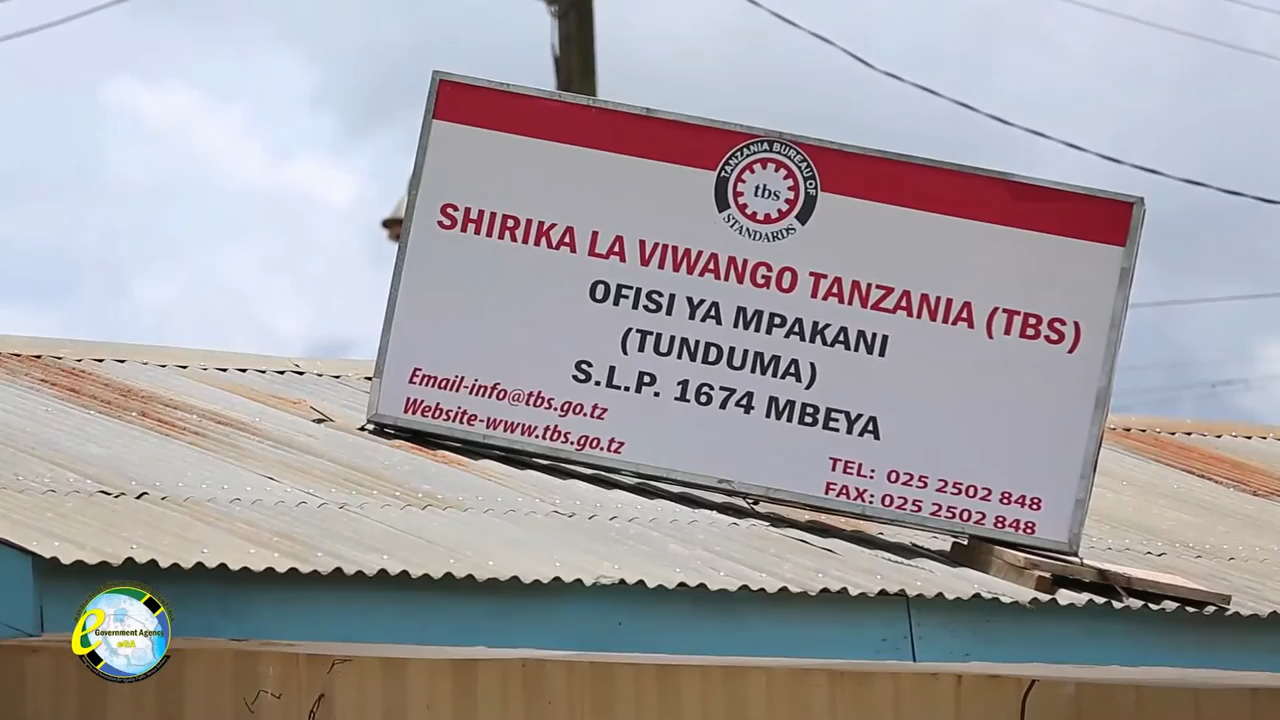 TANZANIA BUREAU OF
tbs
STANDARDS
SHIRIKA LA VIWANGO TANZANIA (TBS)
OFISI YA MPAKANI
(TUNDUMA)
S.L.P. 1674 MBEYA
Email-info@tbs.go.tz
Website-www.tbs.go.tz
TEL: 025 2502 848
FAX: 025 2502 848
e Government Agency
eGA